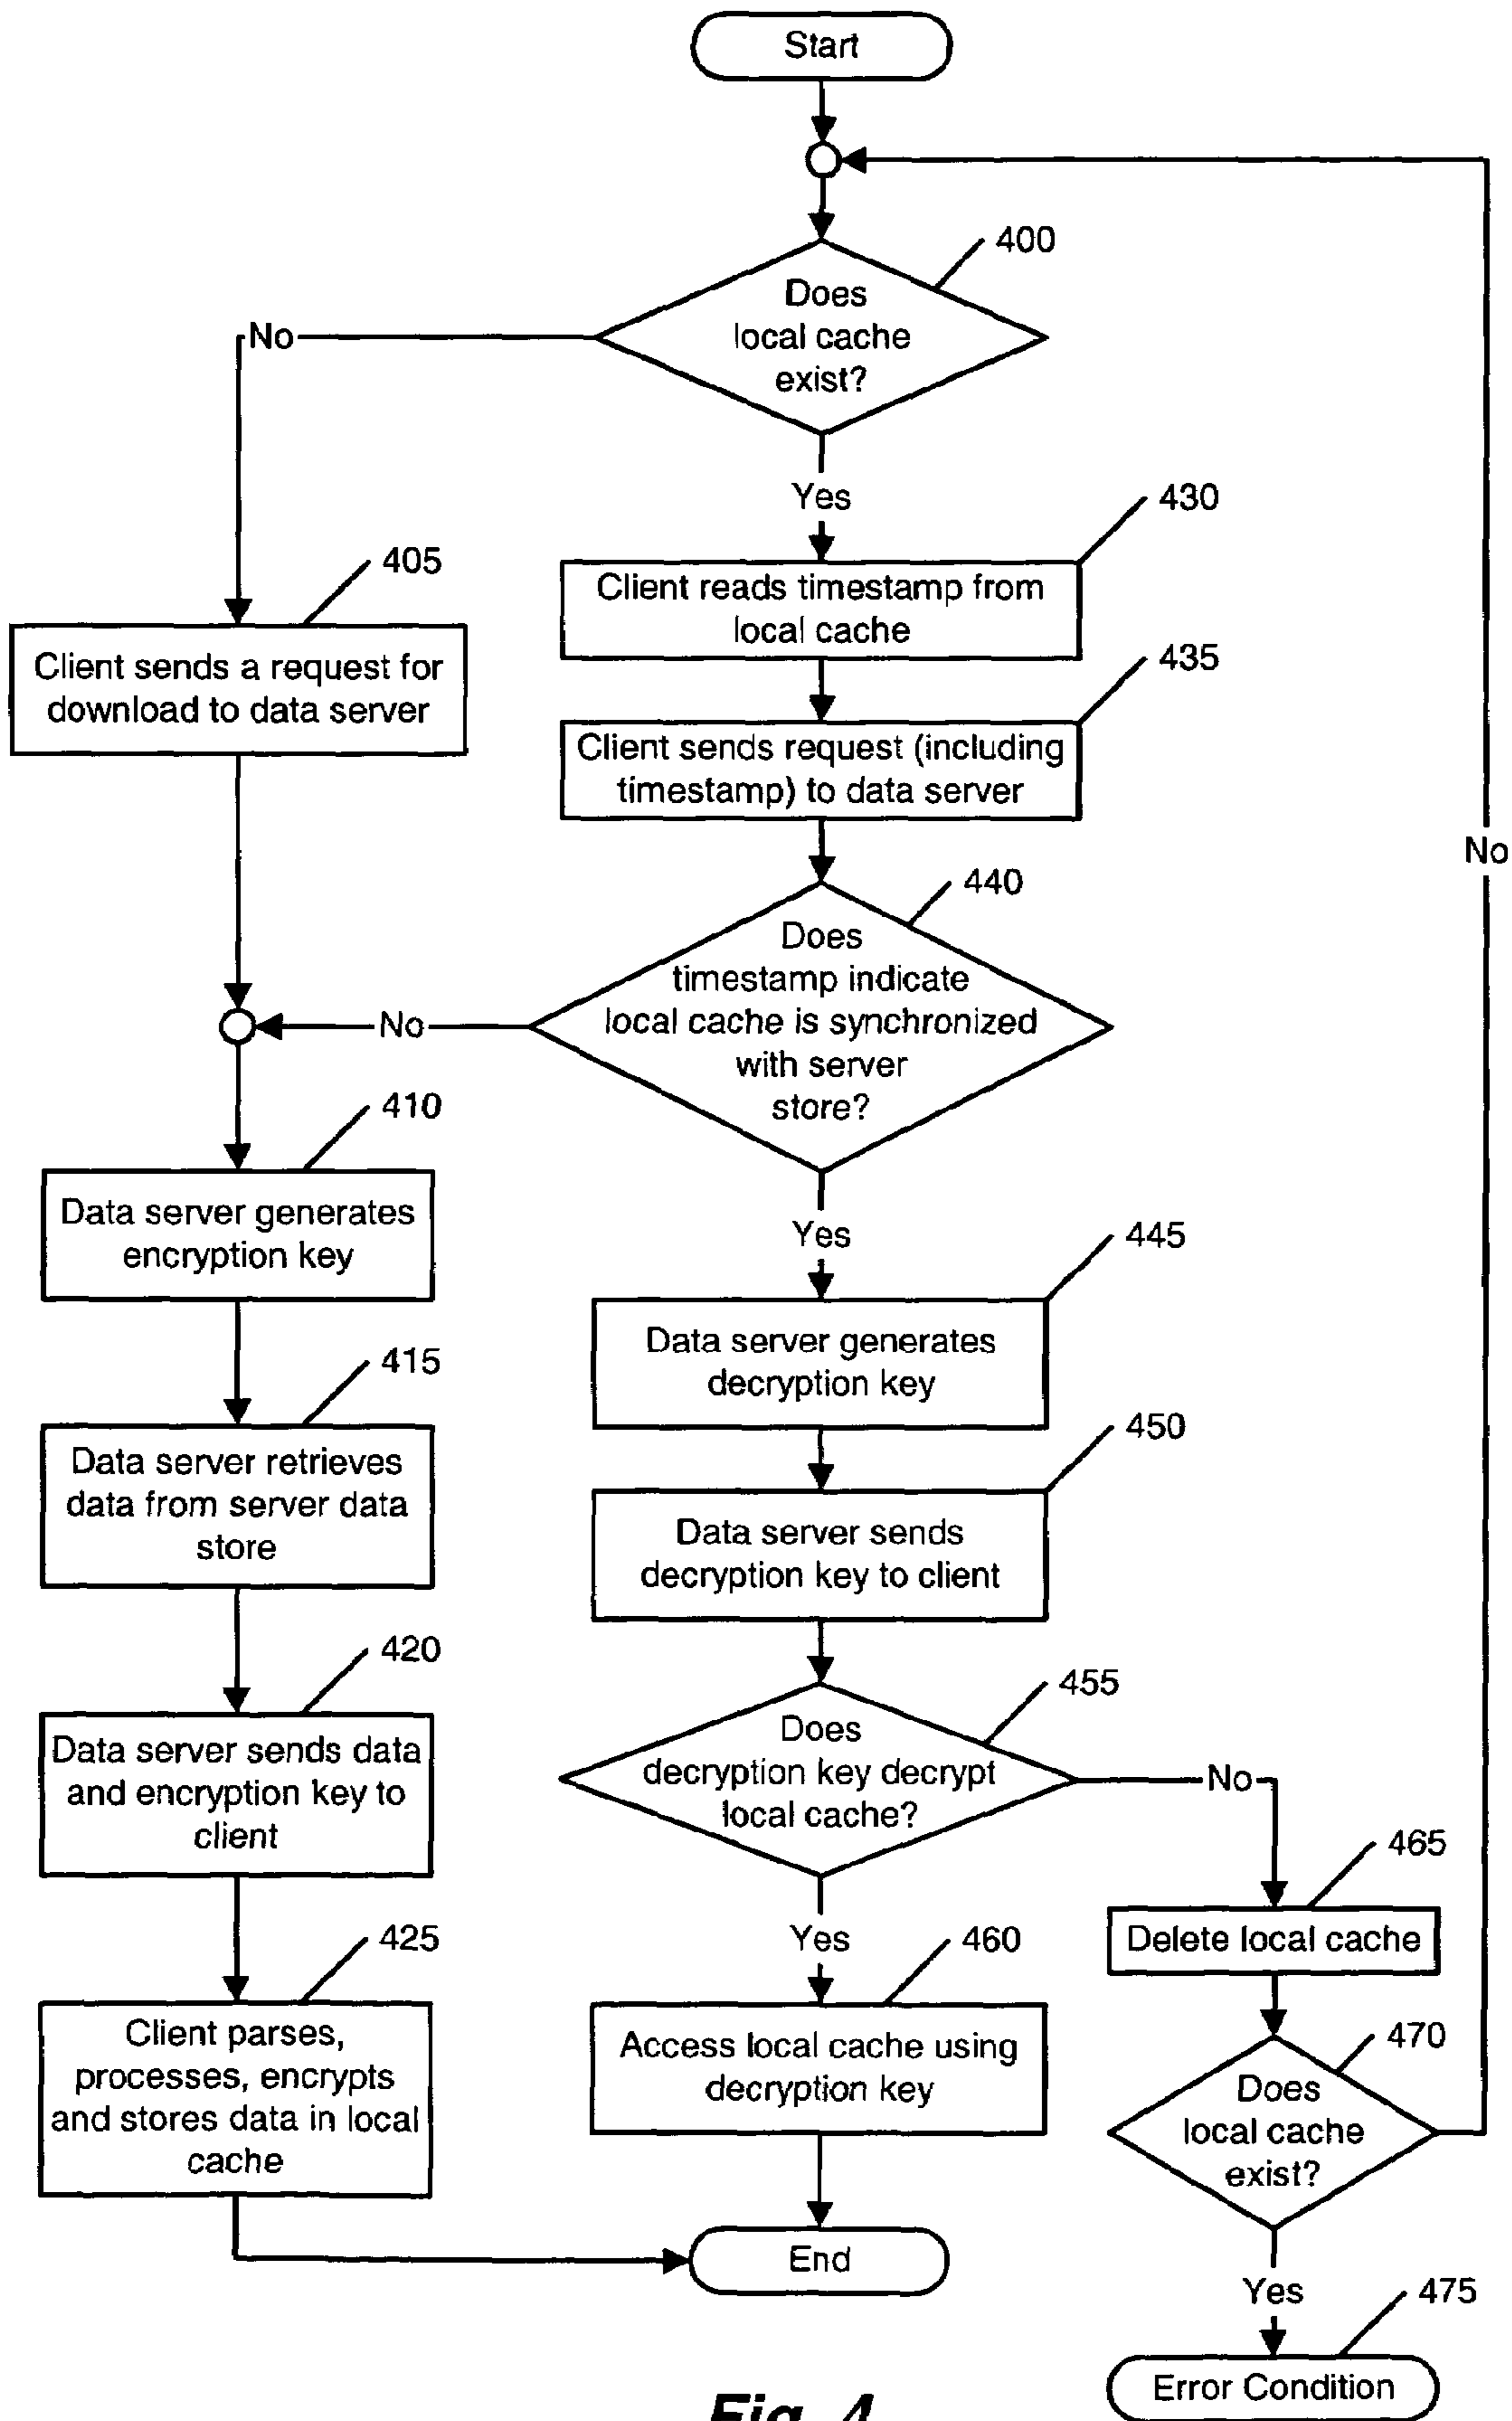 Start
400
Does
local cache
exist?
No
Yes
430
Client reads timestamp from
local cache
405
Client sends a request for
download to data server
435
Client sends request (including
timestamp) to data server
No
440
Does
timestamp indicate
local cache is synchronized
with server
store?
No
Yes
410
Data server generates
encryption key
445
Data server generates
decryption key
415
Data server retrieves
data from server data
store
450
Data server sends
decryption key to client
420
Data server sends data
and encryption key to
client
455
Does
decryption key decrypt
local cache?
No
Yes
465
Delete local cache
425
Client parses,
processes, encrypts
and stores data in local
cache
460
Access local cache using
decryption key
470
Does
local cache
exist?
End
Yes
475
Error Condition
Fig. 4